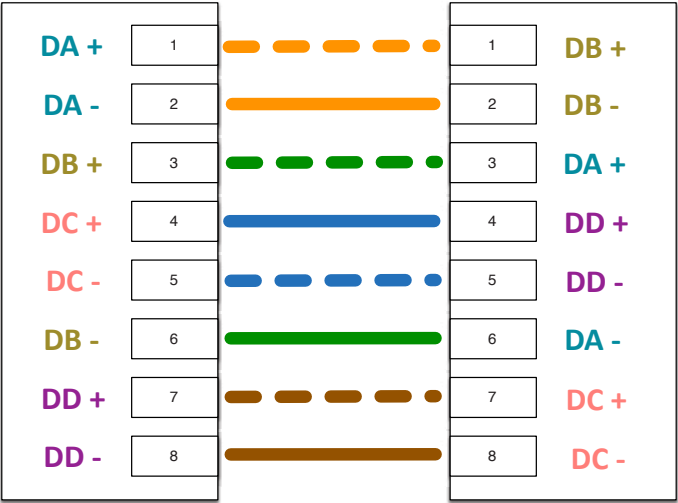 DA + 1 1 DB +
DA - 2 2 DB -
DB + 3 3 DA +
DC + 4 4 DD +
DC - 5 5 DD -
DB - 6 6 DA -
DD + 7 7 DC +
DD - 8 8 DC -